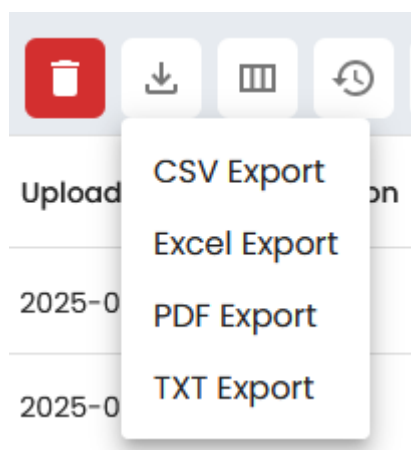 CSV Export
Upload
on
Excel Export
2025-0
PDF Export
TXT Export
2025-0